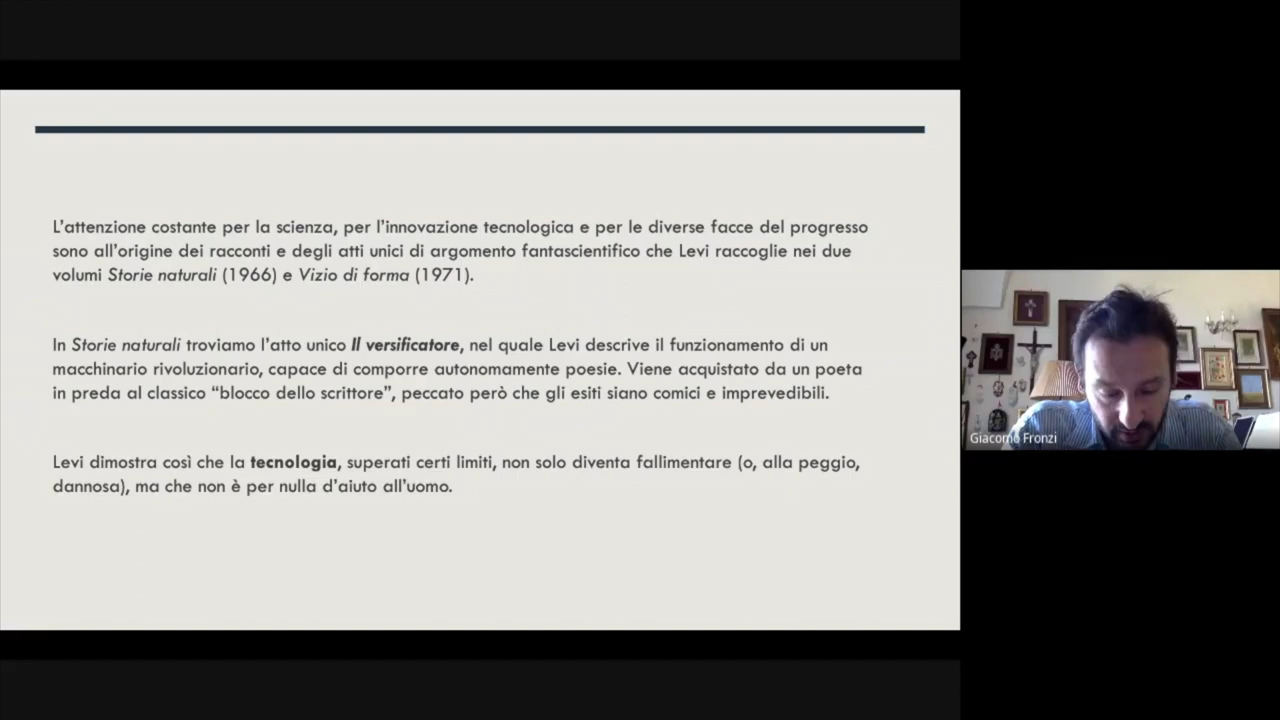 L’attenzione costante per la scienza, per l’innovazione tecnologica e per le diverse facce del progresso
sono all’origine dei racconti e degli atti unici di argomento fantascientifico che Levi raccoglie nei due
volumi Storie naturali (1966) e Vizio di forma (1971).
In Storie naturali troviamo l’atto unico Il versificatore, nel quale Levi descrive il funzionamento di un
macchinario rivoluzionario, capace di comporre autonomamente poesie. Viene acquistato da un poeta
in preda al classico “blocco dello scrittore”, peccato però che gli esiti siano comici e imprevedibili.
Levi dimostra così che la tecnologia, superati certi limiti, non solo diventa fallimentare (o, alla peggio,
dannosa), ma che non è per nulla d’aiuto all’uomo.
Giacomo Fronzi